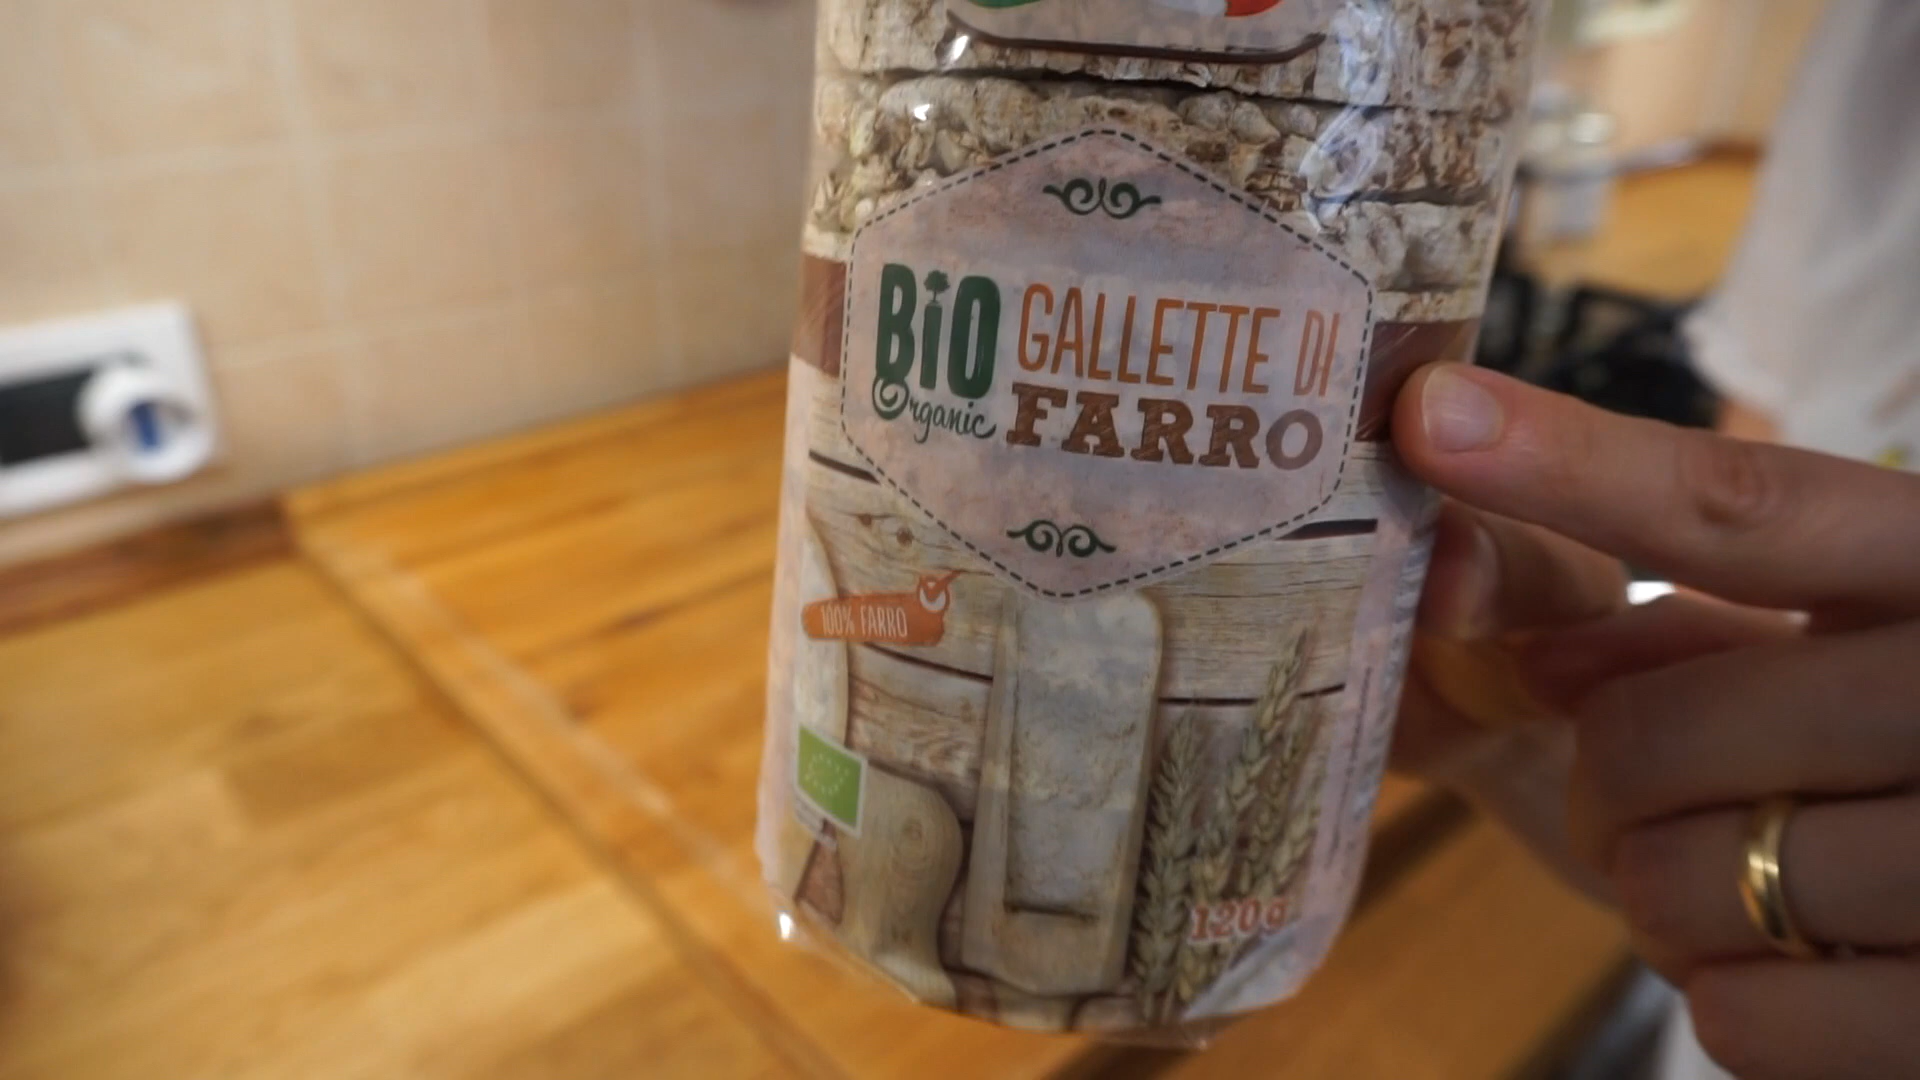 BiO
Organic
GALLETTE DI
FARRO
100% FARRO
120g